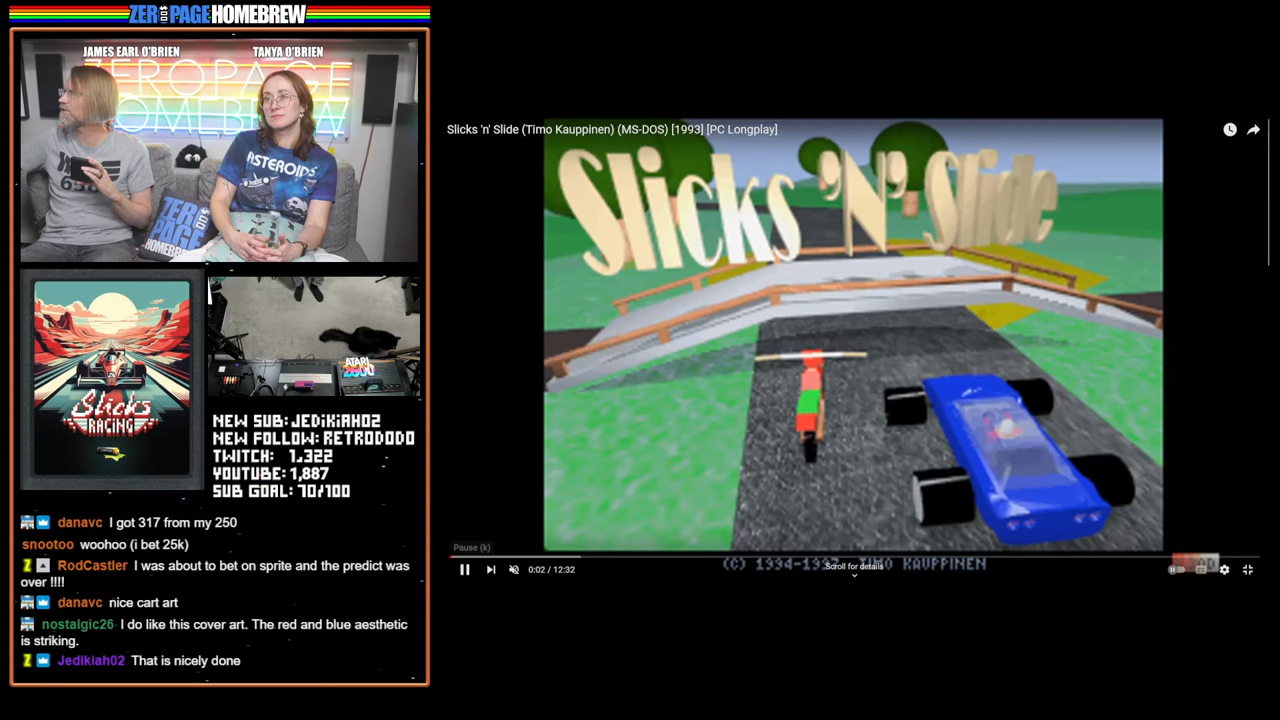 ZEROPAGE HOMEBREW
JAMES EARL O'BRIEN
TANYA O'BRIEN
ZEROPAGE
HOMEBREW
ASTEROIDS
ZERO
PAGE
HOMEBREW
Slicks
RACING
ATARI
2600
NEW SUB: JEDIKIAH02
NEW FOLLOW: RETRODODO
TWITCH: 1,322
YOUTUBE: 1,887
SUB GOAL: 70/100
danavc I got 317 from my 250
snootoo woohoo (i bet 25k)
RodCastler I was about to bet on sprite and the predict was
over !!!!
danavc nice cart art
nostalgic26 I do like this cover art. The red and blue aesthetic
is striking.
Jedikiah02 That is nicely done
Slicks 'n' Slide (Timo Kauppinen) (MS-DOS) [1993] [PC Longplay]
Slicks 'N' Slide
Pause (k)
0:02 / 12:32
Scroll for details
TIMO KAUPPINEN